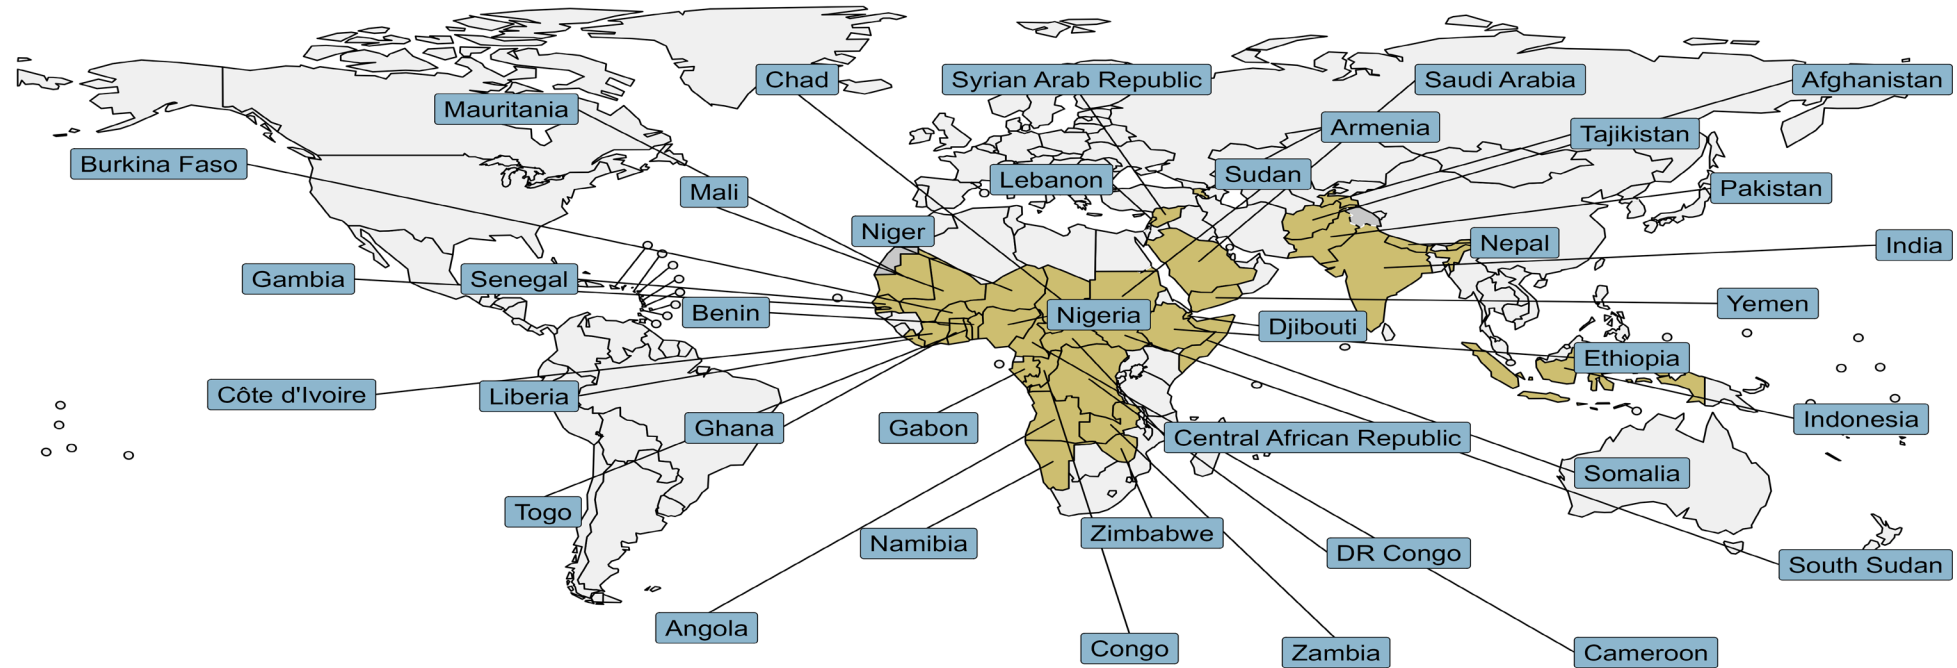 Chad
Syrian Arab Republic
Saudi Arabia
Afghanistan
Mauritania
Armenia
Tajikistan
Burkina Faso
Mali
Lebanon
Sudan
Pakistan
Niger
Nepal
India
Gambia
Senegal
Benin
Nigeria
Djibouti
Yemen
Ethiopia
Côte d'Ivoire
Liberia
Ghana
Gabon
Central African Republic
Indonesia
Somalia
Togo
Namibia
Zimbabwe
DR Congo
South Sudan
Angola
Congo
Zambia
Cameroon